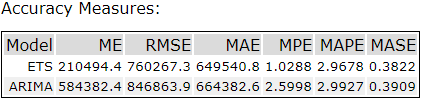 Accuracy Measures:
Model ME RMSE MAE MPE MAPE MASE
ETS 210494.4 760267.3 649540.8 1.0288 2.9678 0.3822
ARIMA 584382.4 846863.9 664382.6 2.5998 2.9927 0.3909